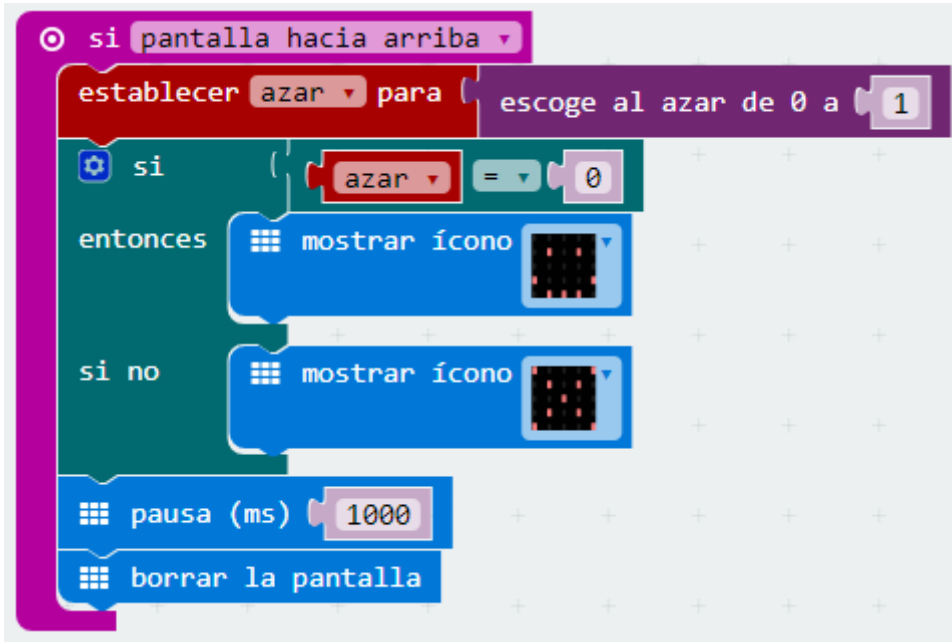 si pantalla hacia arriba
establecer azar para escoge al azar de 0 a 1
si azar = 0
entonces mostrar ícono
si no mostrar ícono
pausa (ms) 1000
borrar la pantalla